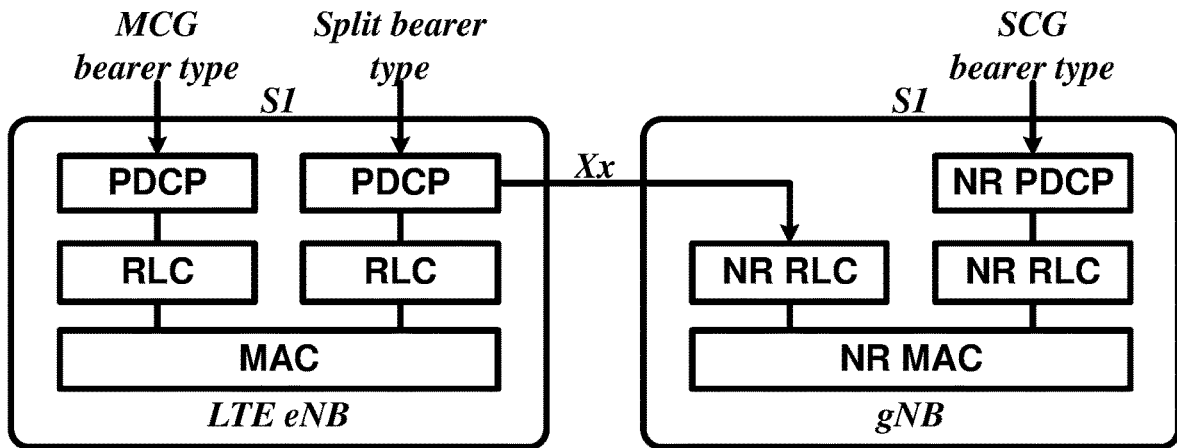 MCG
bearer type
Split bearer
type
SCG
bearer type
S1
S1
PDCP
PDCP
Xx
NR PDCP
RLC
RLC
NR RLC
NR RLC
MAC
NR MAC
LTE eNB
gNB